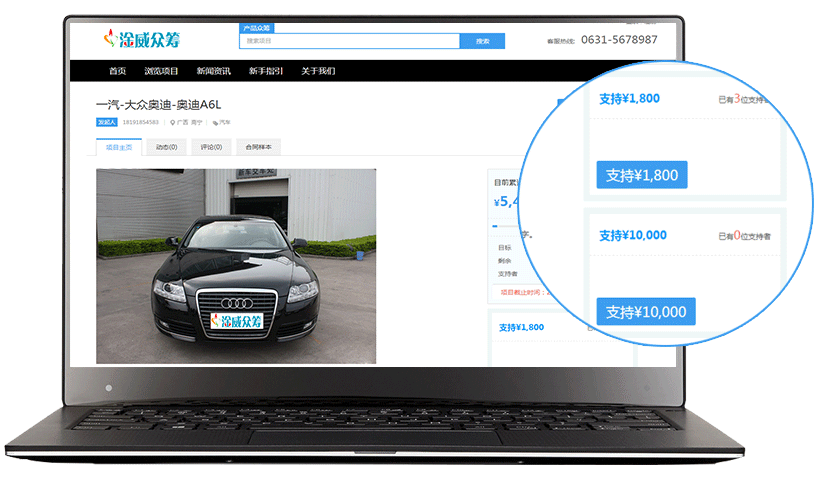 淦威众筹
产品众筹
搜索项目
搜索
客服热线: 0631-5678987
首页 浏览项目 新闻资讯 新手指引 关于我们
一汽-大众奥迪-奥迪A6L
发起人 18191854583 广西 南宁 汽车
项目主页 动态(0) 评论(0) 合同样本
新车交车处
淦威众筹
目前累
¥5,4
字。
目标
剩余
支持者
项目截止时间:
支持¥1,800
支持¥1,800 已有3位支持者
支持¥1,800
支持¥10,000 已有0位支持者
支持¥10,000